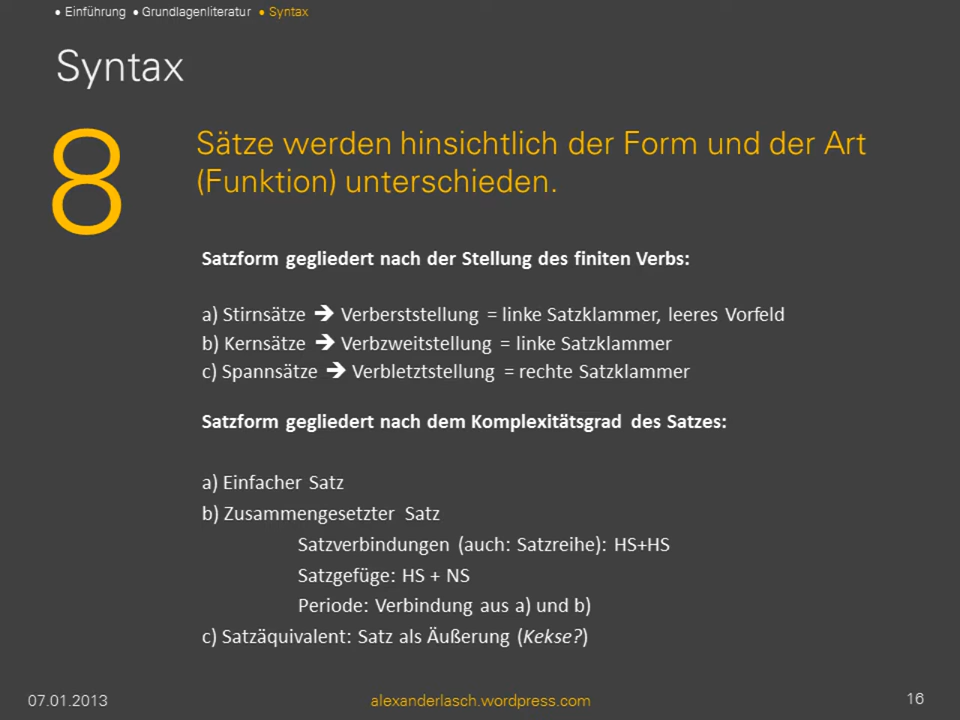 • Einführung • Grundlagenliteratur • Syntax
Syntax
8
Sätze werden hinsichtlich der Form und der Art
(Funktion) unterschieden.
Satzform gegliedert nach der Stellung des finiten Verbs:
a) Stirnsätze ➔ Verberststellung = linke Satzklammer, leeres Vorfeld
b) Kernsätze ➔ Verbzweitstellung = linke Satzklammer
c) Spannsätze ➔ Verbletztstellung = rechte Satzklammer
Satzform gegliedert nach dem Komplexitätsgrad des Satzes:
a) Einfacher Satz
b) Zusammengesetzter Satz
Satzverbindungen (auch: Satzreihe): HS+HS
Satzgefüge: HS + NS
Periode: Verbindung aus a) und b)
c) Satzäquivalent: Satz als Äußerung (Kekse?)
07.01.2013
alexanderlasch.wordpress.com
16